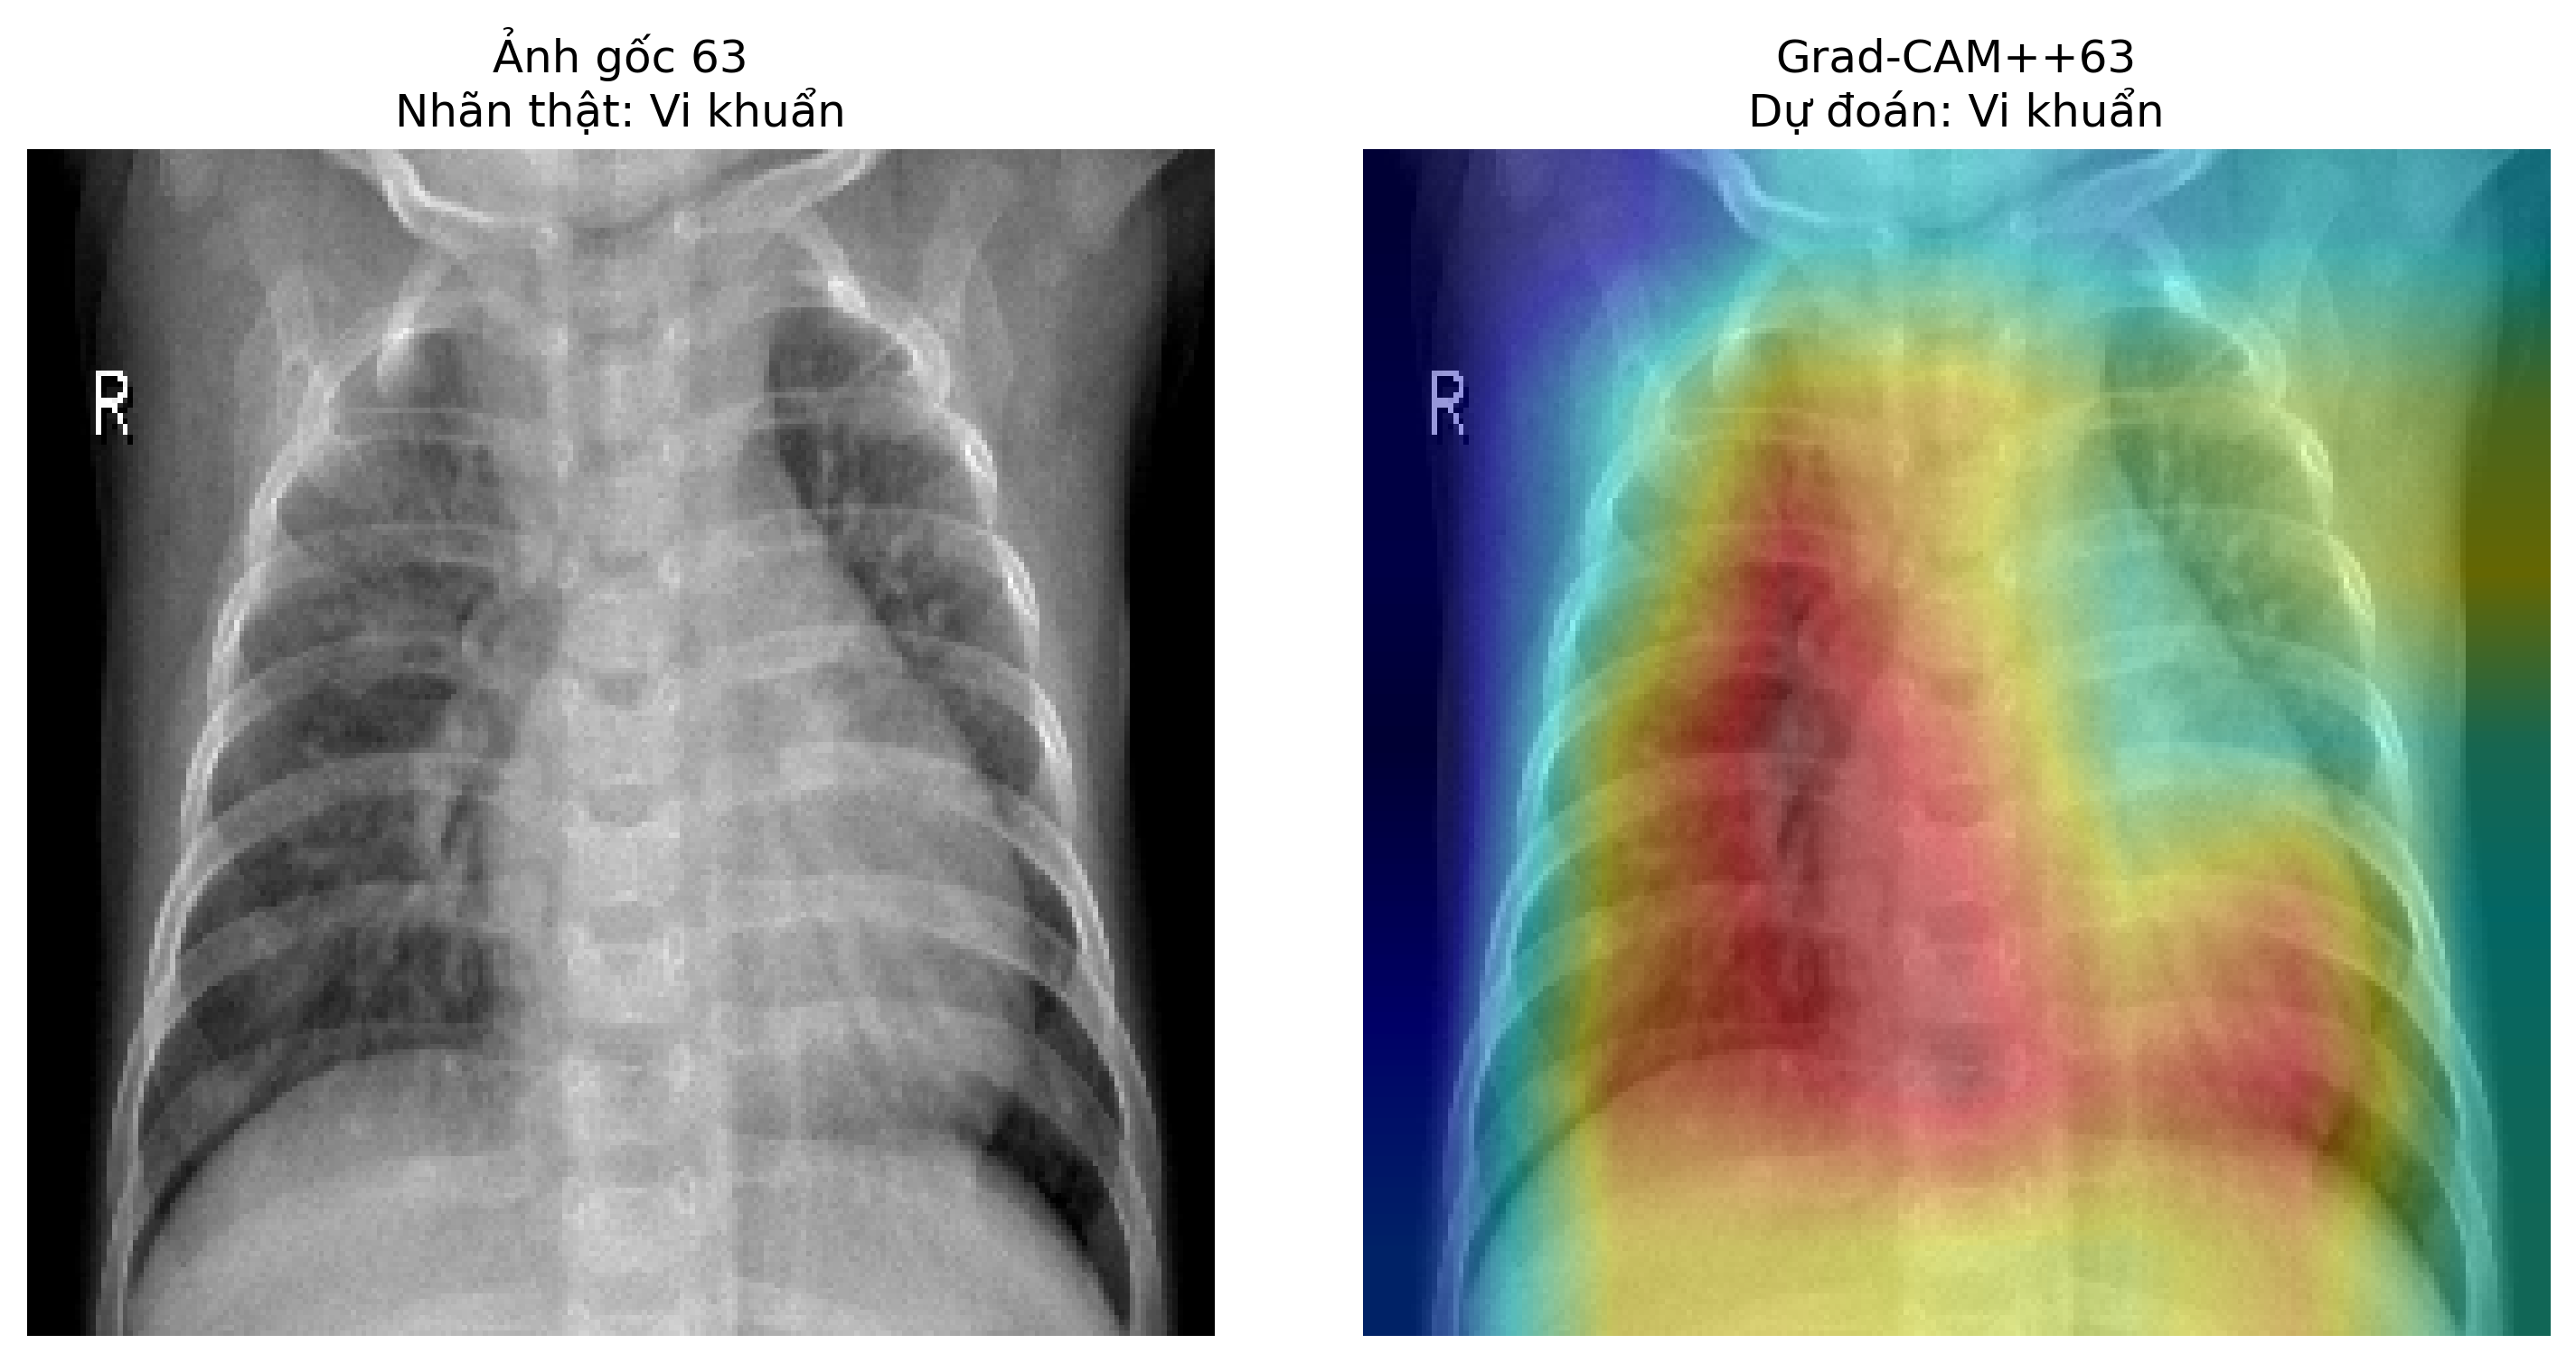 Ảnh gốc 63
Nhãn thật: Vi khuẩn
Grad-CAM++63
Dự đoán: Vi khuẩn
R
R